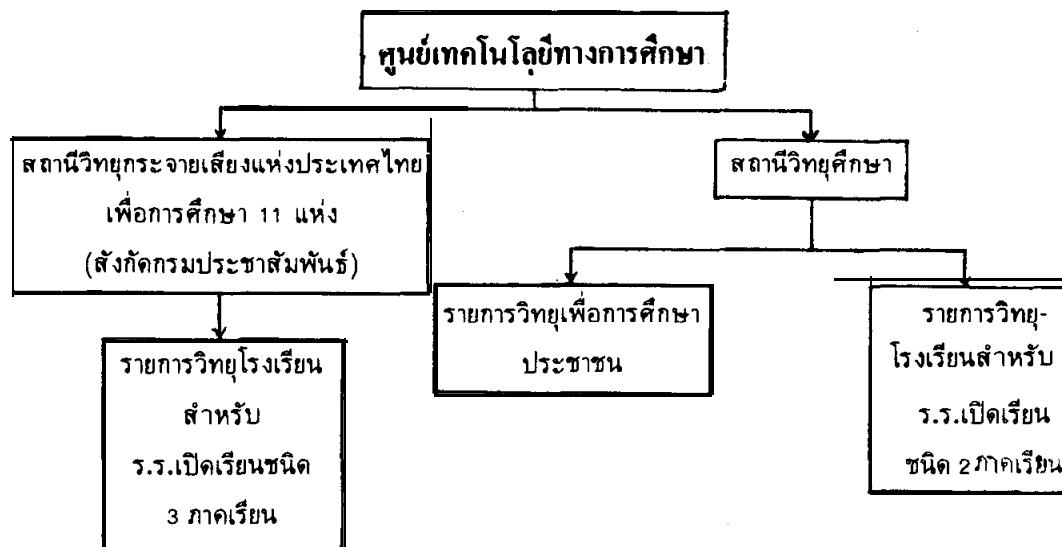 ศูนย์เทคโนโลยีทางการศึกษา
สถานีวิทยุกระจายเสียงแห่งประเทศไทย
เพื่อการศึกษา 11 แห่ง
(สังกัดกรมประชาสัมพันธ์)
สถานีวิทยุศึกษา
รายการวิทยุโรงเรียน
สำหรับ
ร.ร.เปิดเรียนชนิด
3 ภาคเรียน
รายการวิทยุเพื่อการศึกษา
ประชาชน
รายการวิทยุ-
โรงเรียนสำหรับ
ร.ร.เปิดเรียน
ชนิด 2 ภาคเรียน